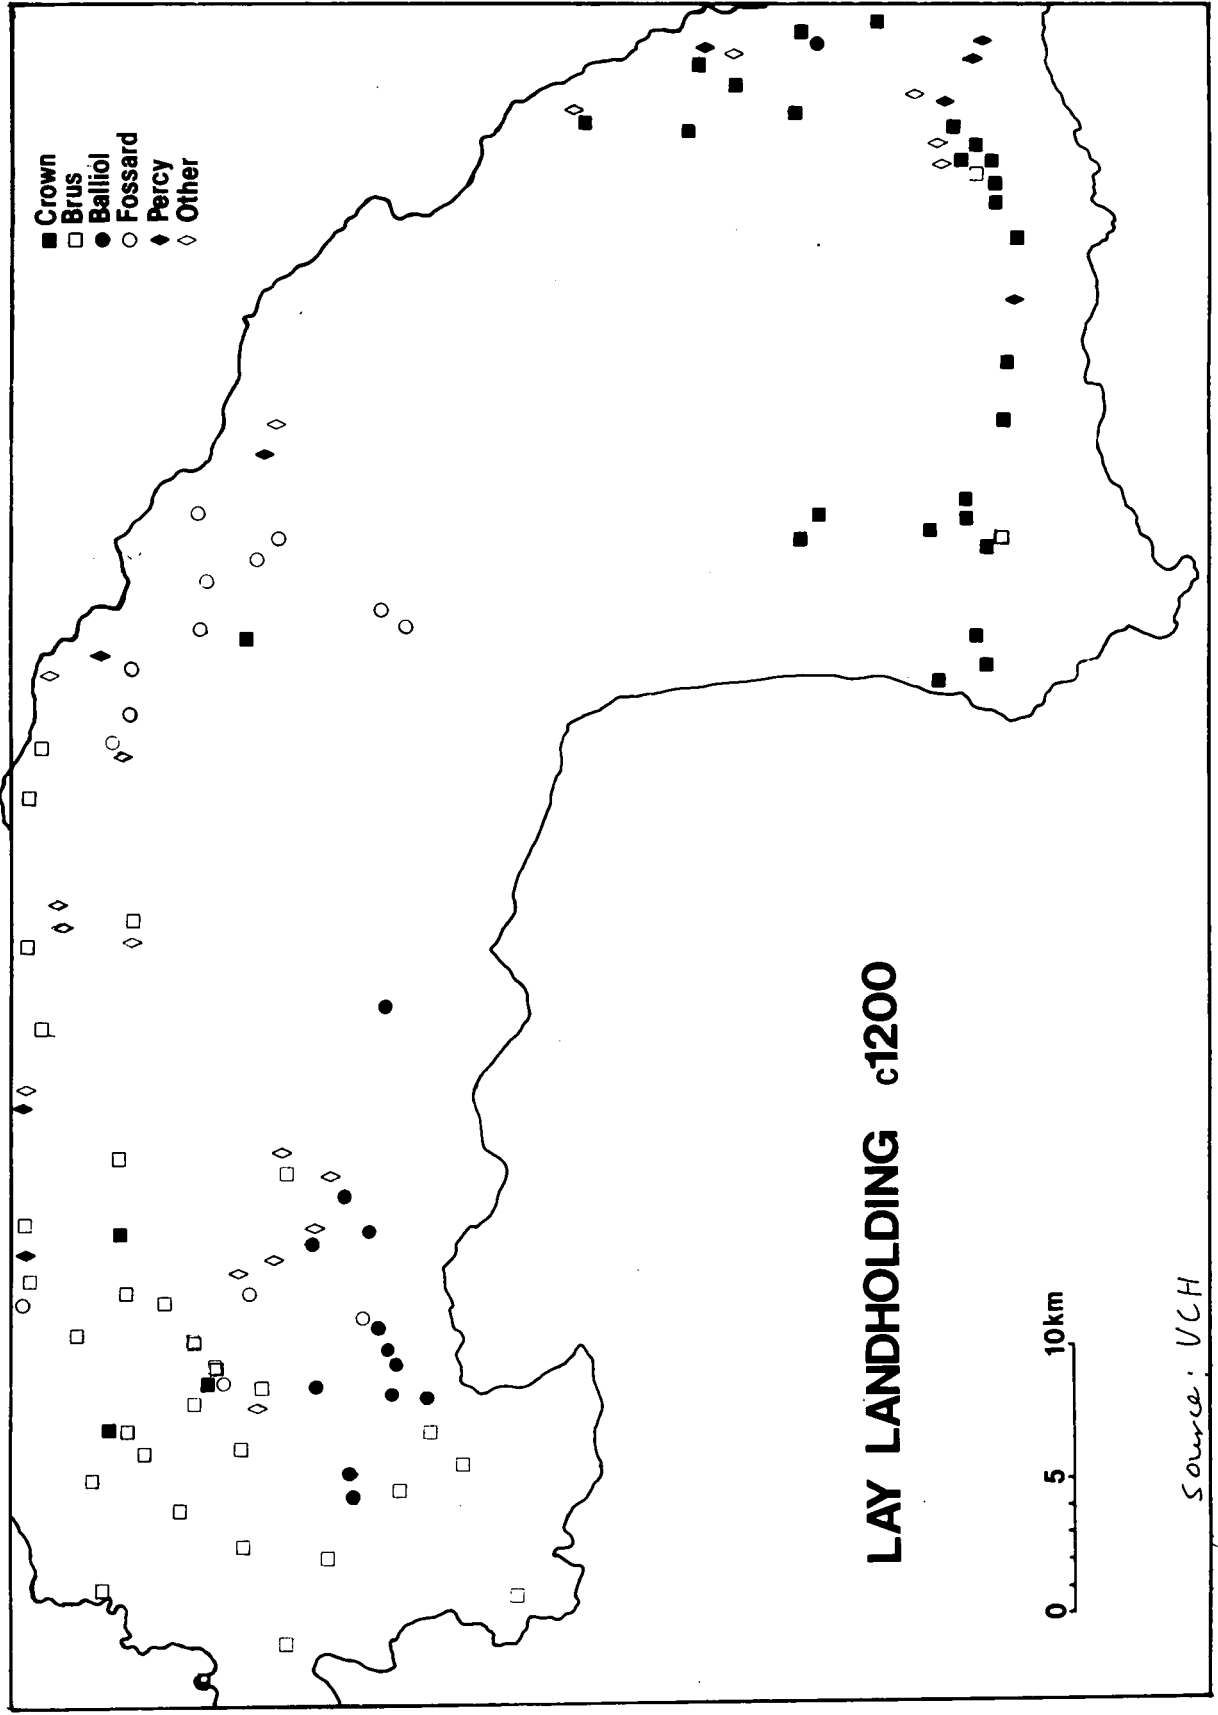 Crown
Brus
Balliol
Fossard
Percy
Other
LAY LANDHOLDING c1200
0 5 10km
Source: VCH